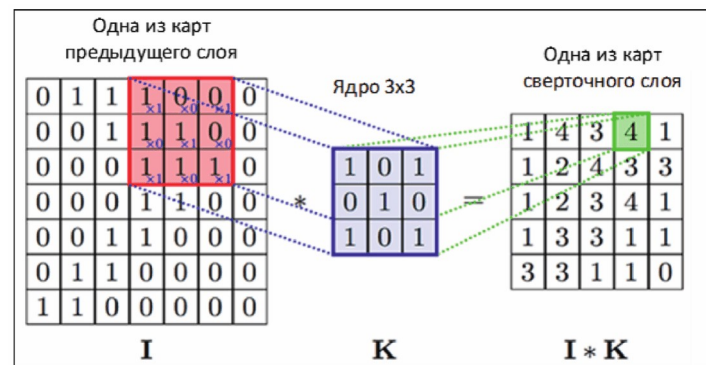 Одна из карт
предыдущего слоя
Ядро 3x3
Одна из карт
сверточного слоя
0 1 1 1 0 0 0
×1 ×0 ×1
0 0 1 1 1 0 0
×0 ×1 ×0
0 0 0 1 1 1 0
×1 ×0 ×1
0 0 0 1 1 0 0
0 0 1 1 0 0 0
0 1 1 0 0 0 0
1 1 0 0 0 0 0
I
*
1 0 1
0 1 0
1 0 1
K
=
1 4 3 4 1
1 2 4 3 3
1 2 3 4 1
1 3 3 1 1
3 3 1 1 0
I * K